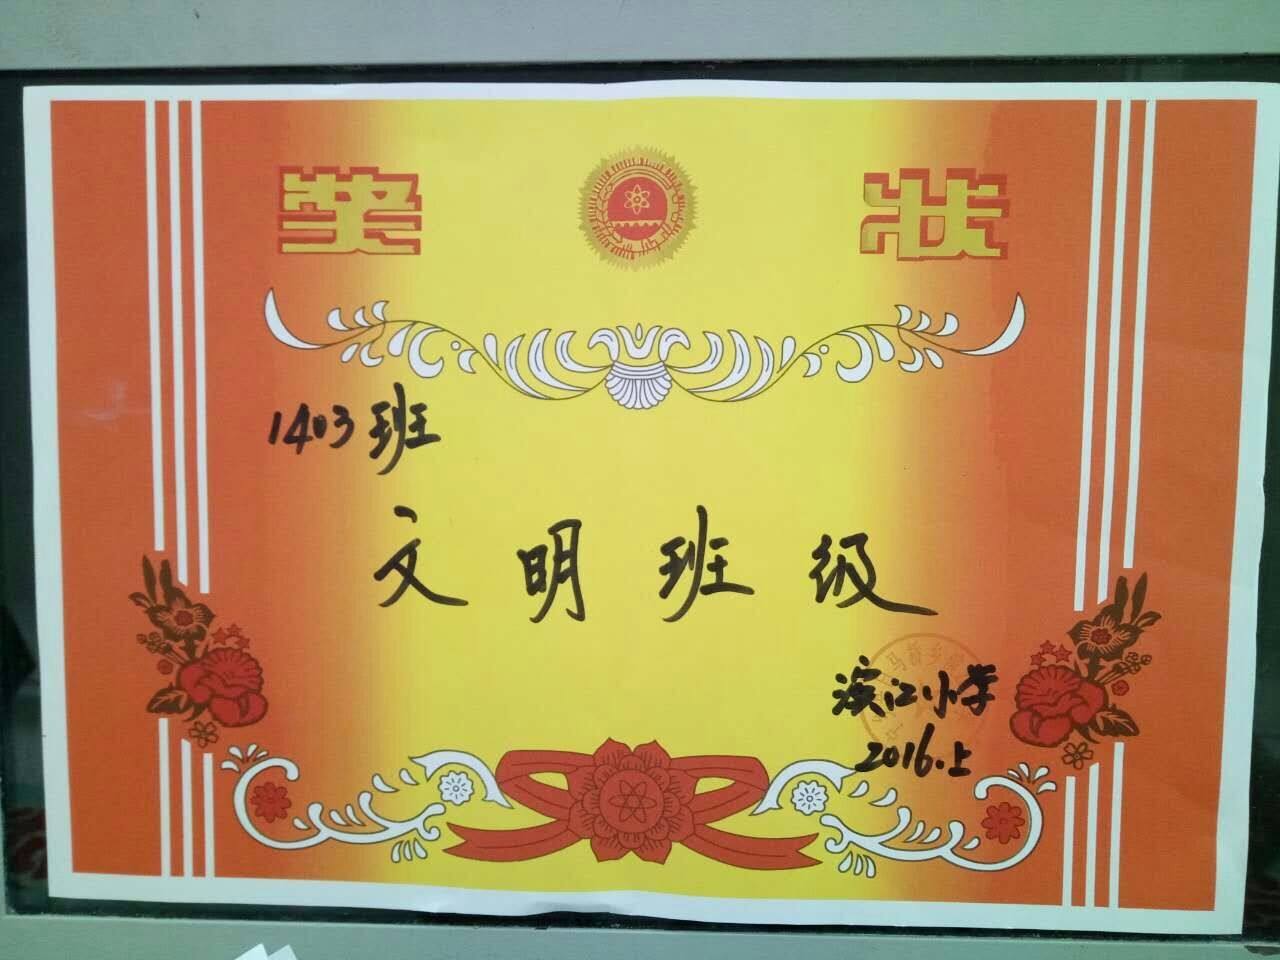 奖状
1403班
文明班级
滨江小学
2016.上